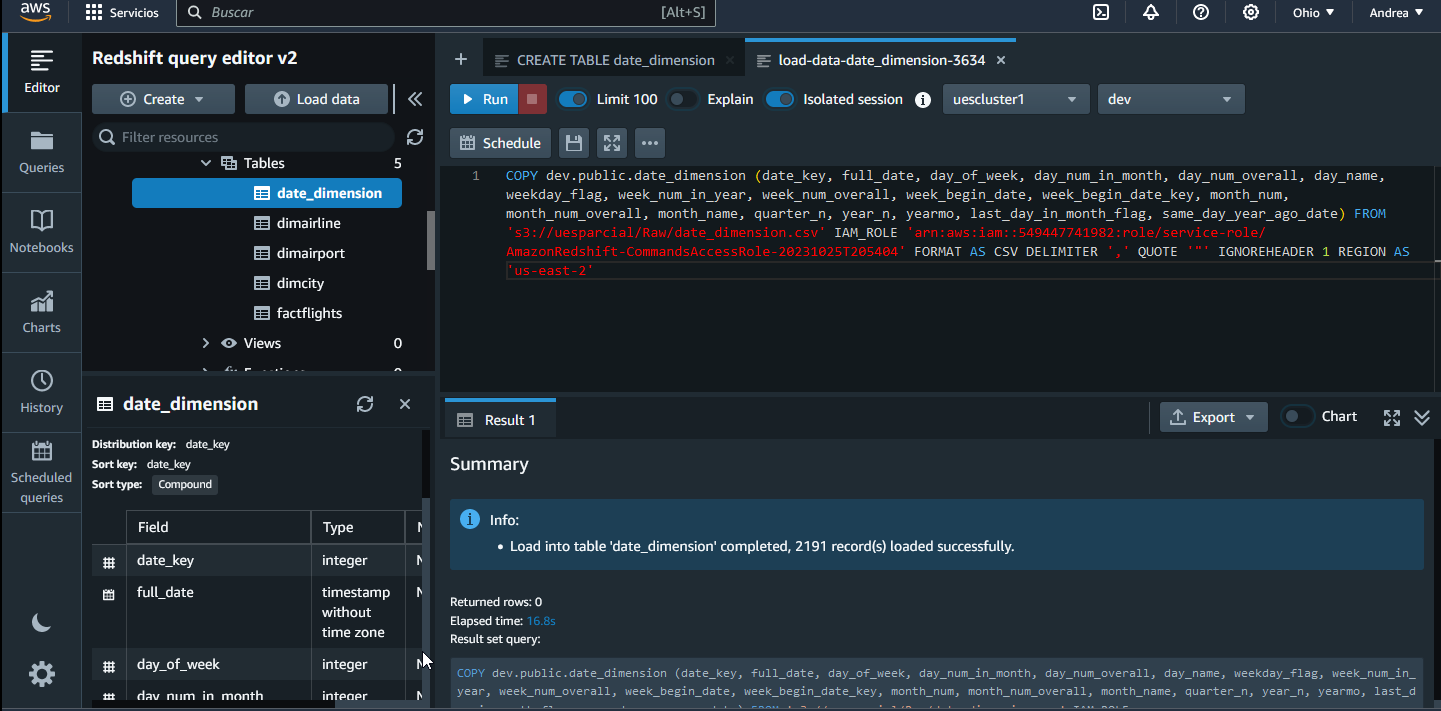 aws
Servicios
Buscar
[Alt+S]
Ohio
Andrea
Editor
Queries
Notebooks
Charts
History
Scheduled
queries
Redshift query editor v2
Create
Load data
Filter resources
Tables 5
date_dimension
dimairline
dimairport
dimcity
factflights
Views 0
date_dimension
Distribution key: date_key
Sort key: date_key
Sort type: Compound
Field Type
date_key integer
full_date timestamp
without
time zone
day_of_week integer
day_num_in_month integer
CREATE TABLE date_dimension
load-data-date_dimension-3634
Run
Limit 100
Explain
Isolated session
uescluster1
dev
Schedule
1
COPY dev.public.date_dimension (date_key, full_date, day_of_week, day_num_in_month, day_num_overall, day_name,
weekday_flag, week_num_in_year, week_num_overall, week_begin_date, week_begin_date_key, month_num,
month_num_overall, month_name, quarter_n, year_n, yearmo, last_day_in_month_flag, same_day_year_ago_date) FROM
's3://uesparcial/Raw/date_dimension.csv' IAM_ROLE 'arn:aws:iam::549447741982:role/service-role/
AmazonRedshift-CommandsAccessRole-20231025T205404' FORMAT AS CSV DELIMITER ',' QUOTE '"' IGNOREHEADER 1 REGION AS
'us-east-2'
Result 1
Export
Chart
Summary
Info:
• Load into table 'date_dimension' completed, 2191 record(s) loaded successfully.
Returned rows: 0
Elapsed time: 16.8s
Result set query:
COPY dev.public.date_dimension (date_key, full_date, day_of_week, day_num_in_month, day_num_overall, day_name, weekday_flag, week_num_in_
year, week_num_overall, week_begin_date, week_begin_date_key, month_num, month_num_overall, month_name, quarter_n, year_n, yearmo, last_d